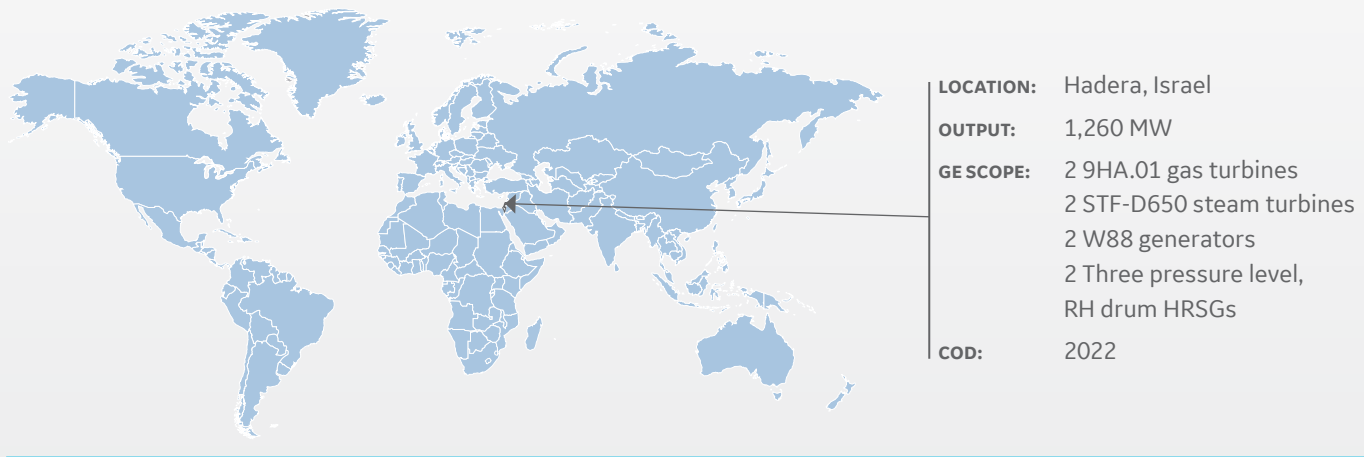 LOCATION: Hadera, Israel
OUTPUT: 1,260 MW
GE SCOPE: 2 9HA.01 gas turbines
2 STF-D650 steam turbines
2 W88 generators
2 Three pressure level,
RH drum HRSGs
COD: 2022